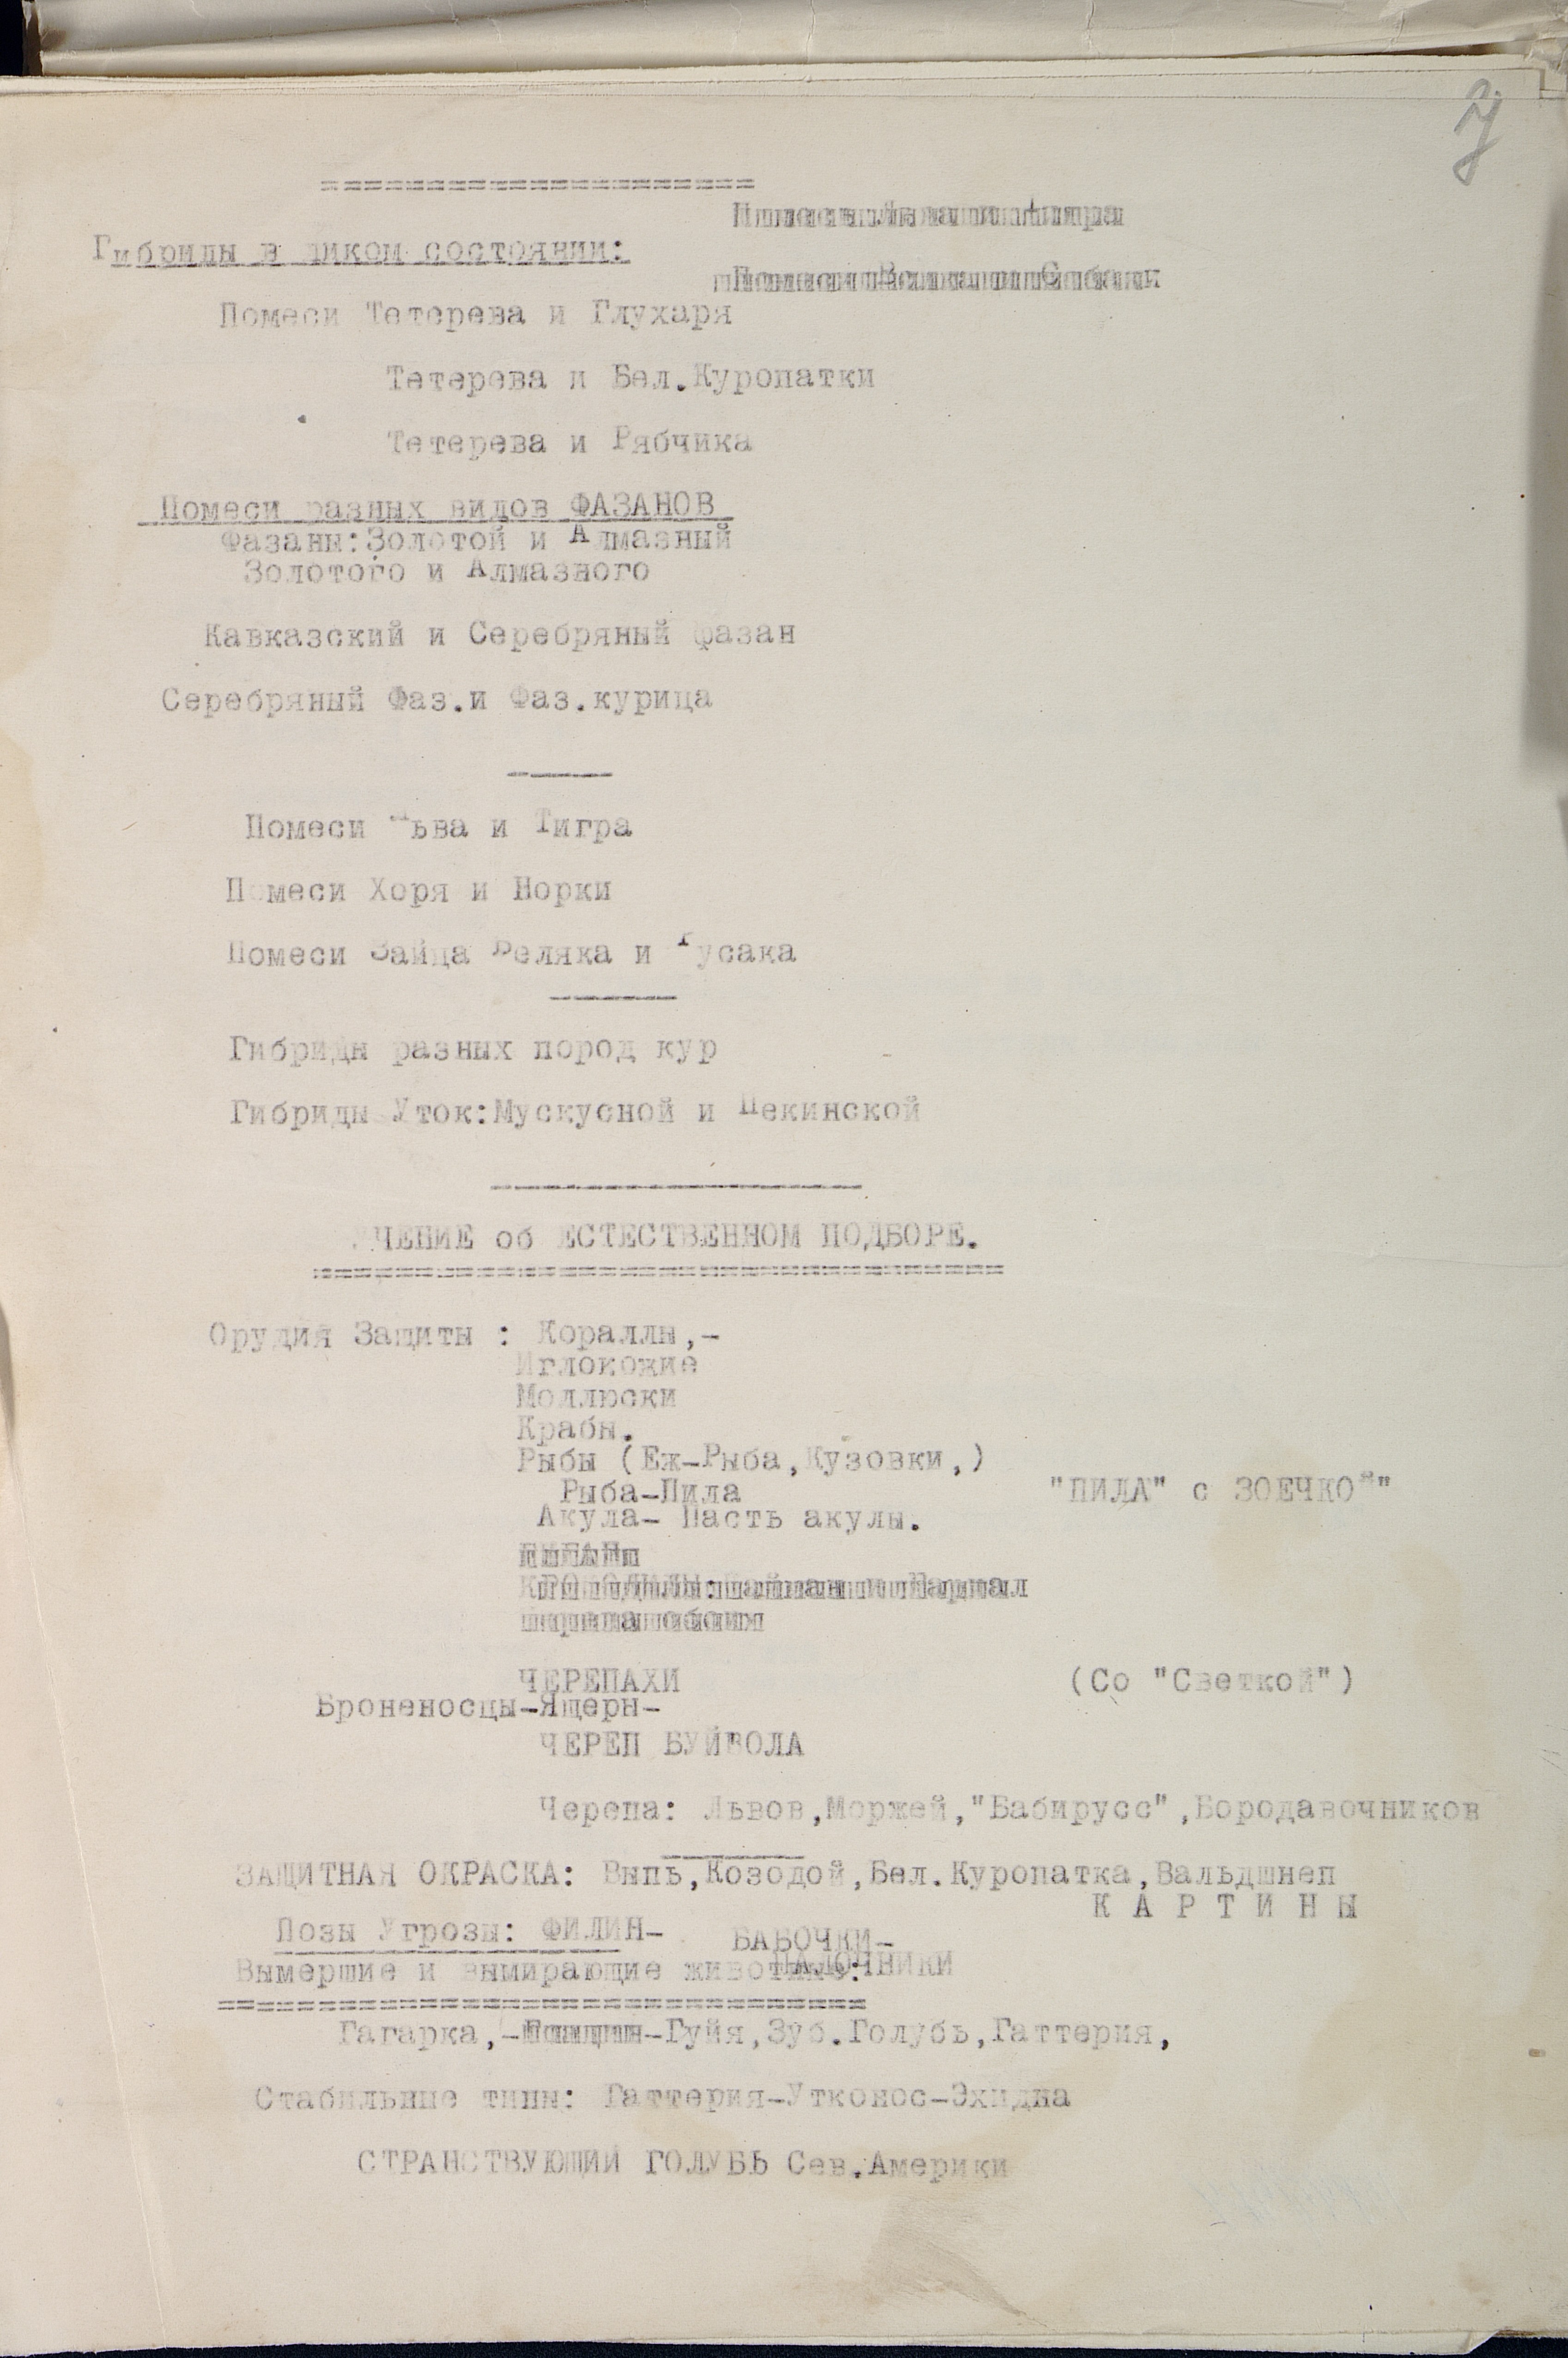 7
=====================
Гибриды в диком состоянии:
Помеси Тетерева и Глухаря
Тетерева и Бел.Куропатки
Тетерева и Рябчика
Помеси разных видов ФАЗАНОВ
Фазаны:Золотой и Алмазный
Золотого и Алмазного
Кавказский и Серебряный фазан
Серебряный Фаз.и Фаз.курица
-----
Помеси Льва и Тигра
Помеси Хоря и Норки
Помеси Зайца Беляка и Русака
------
Гибриды разных пород кур
Гибриды Уток:Мускусной и Пекинской
------------------
УЧЕНИЕ об ЕСТЕСТВЕННОМ ПОДБОРЕ.
=================================
Орудия Защиты : Кораллы,-
Иглокожие
Моллюски
Крабы.
Рыбы (Еж-Рыба,Кузовки,)
Рыба-Пила "ПИЛА" с ЗОЕЧКОЙ"
Акула- Пасть акулы.
ЧЕРЕПАХИ (Со "Светкой")
Броненосцы-Ящеры-
ЧЕРЕП БУЙВОЛА
Черепа: Львов,Моржей,"Бабирусс",Бородавочников
ЗАЩИТНАЯ ОКРАСКА: Выпь,Козодой,Бел.Куропатка,Вальдшнеп
К А Р Т И Н Ы
Позы Угрозы: ФИЛИН- БАБОЧКИ-
ПАЛОЧНИКИ
Вымершие и вымирающие животные:
===============================
Гагарка,- -Гуйя,Зуб.Голубь,Гаттерия,
Стабильные типы: Гаттерия-Утконос-Эхидна
СТРАНСТВУЮЩИЙ ГОЛУБЬ Сев.Америки